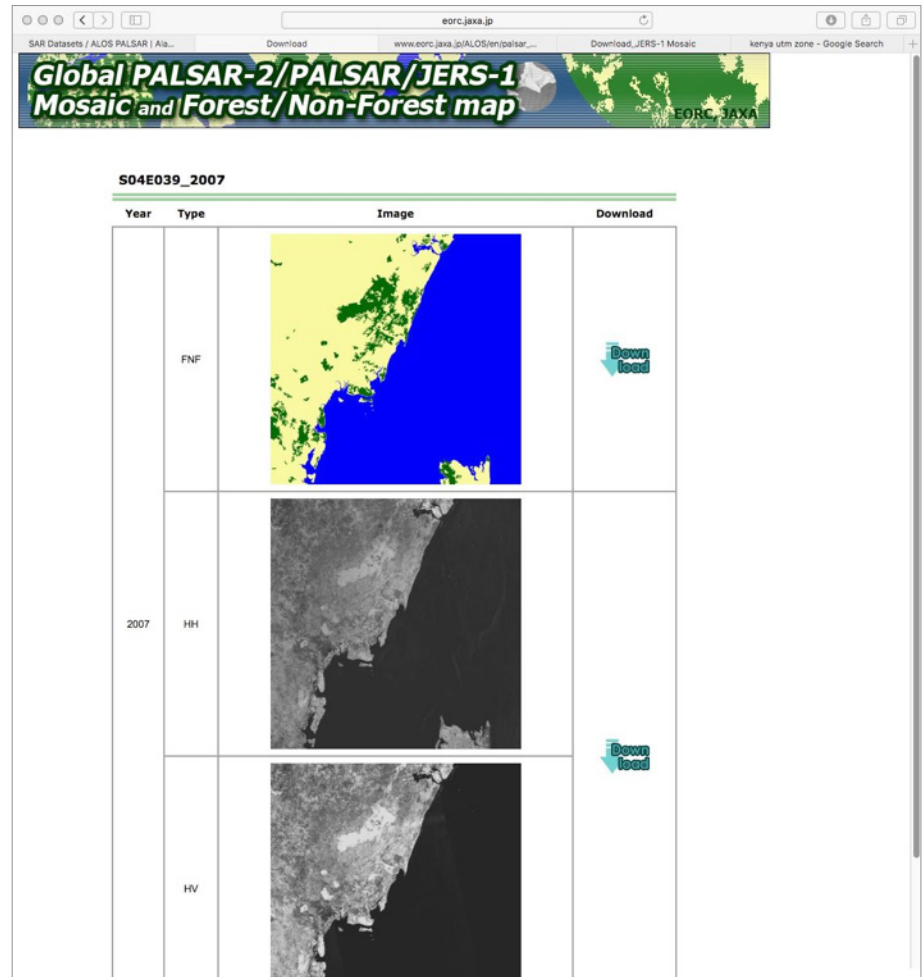 eorc.jaxa.jp
SAR Datasets / ALOS PALSAR | Ala...
Download
www.eorc.jaxa.jp/ALOS/en/palsar_...
Download,JERS-1 Mosaic
kenya utm zone - Google Search
Global PALSAR-2/PALSAR/JERS-1
Mosaic and Forest/Non-Forest map
EORC, JAXA
S04E039_2007
Year Type Image Download
FNF
Down
load
2007
HH
Down
load
HV